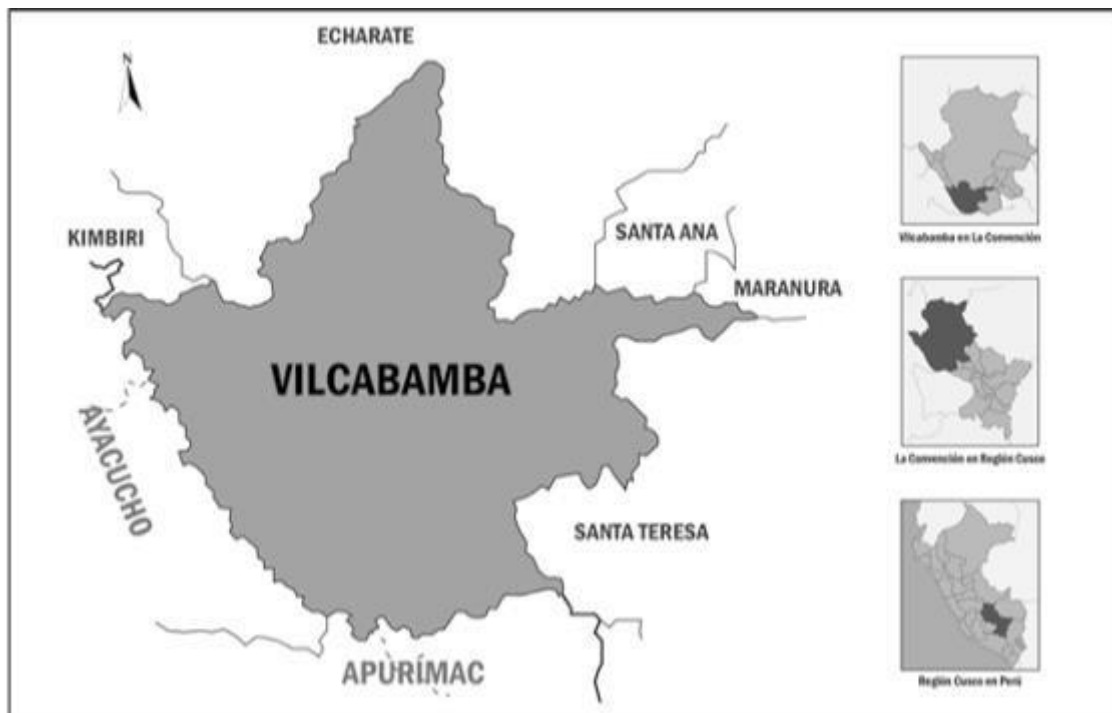 ECHARATE
N
KIMBIRI
SANTA ANA
MARANURA
VILCABAMBA
AYACUCHO
SANTA TERESA
APURÍMAC
Vilcabamba en La Convención
La Convención en Región Cusco
Región Cusco en Perú